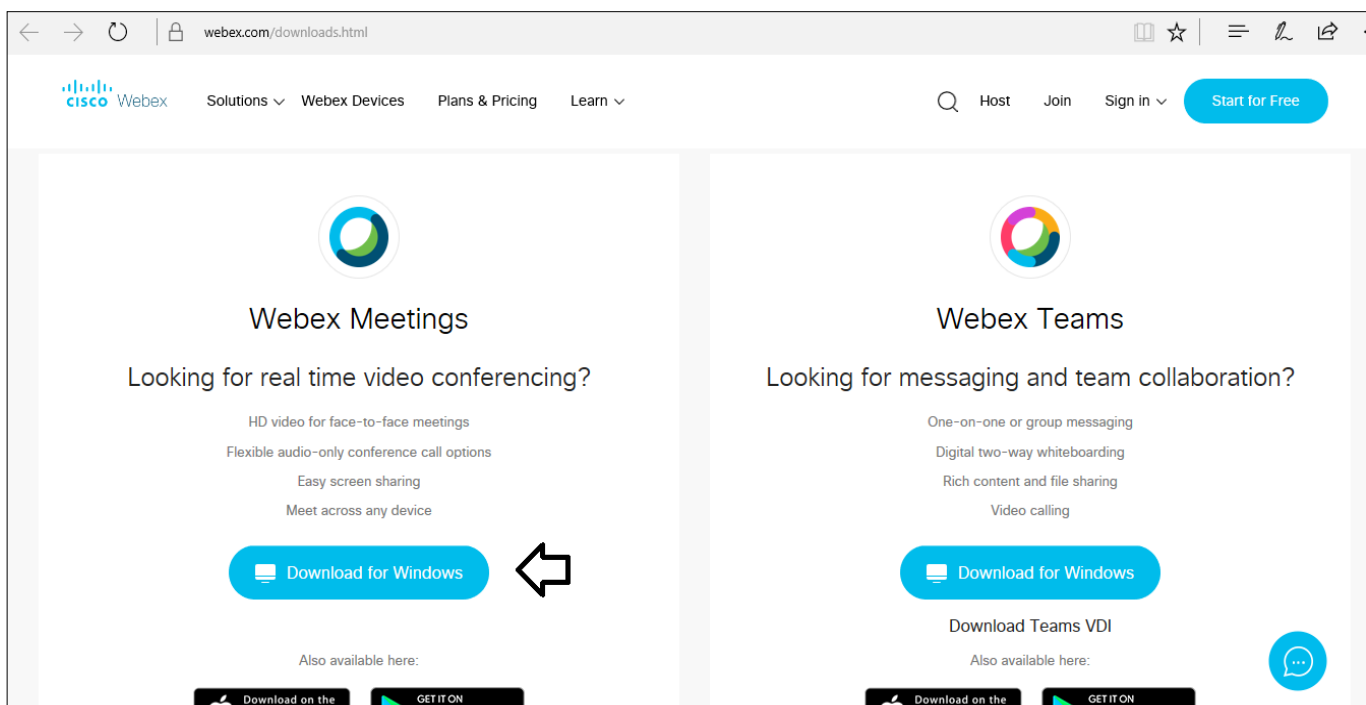 webex.com/downloads.html
CISCO Webex Solutions Webex Devices Plans & Pricing Learn Host Join Sign in Start for Free
Webex Meetings
Looking for real time video conferencing?
HD video for face-to-face meetings
Flexible audio-only conference call options
Easy screen sharing
Meet across any device
Download for Windows
Also available here:
Download on the
GET IT ON
Webex Teams
Looking for messaging and team collaboration?
One-on-one or group messaging
Digital two-way whiteboarding
Rich content and file sharing
Video calling
Download for Windows
Download Teams VDI
Also available here:
Download on the
GET IT ON